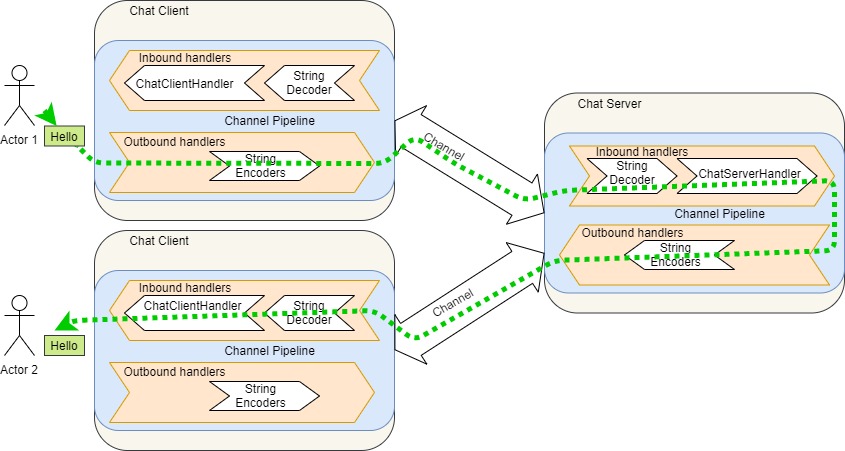 Chat Client
Inbound handlers
ChatClientHandler
String
Decoder
Channel Pipeline
Outbound handlers
String
Encoders
Actor 1
Hello
Channel
Chat Server
Inbound handlers
String
Decoder
ChatServerHandler
Channel Pipeline
Outbound handlers
String
Encoders
Chat Client
Inbound handlers
ChatClientHandler
String
Decoder
Channel Pipeline
Outbound handlers
String
Encoders
Actor 2
Hello
Channel